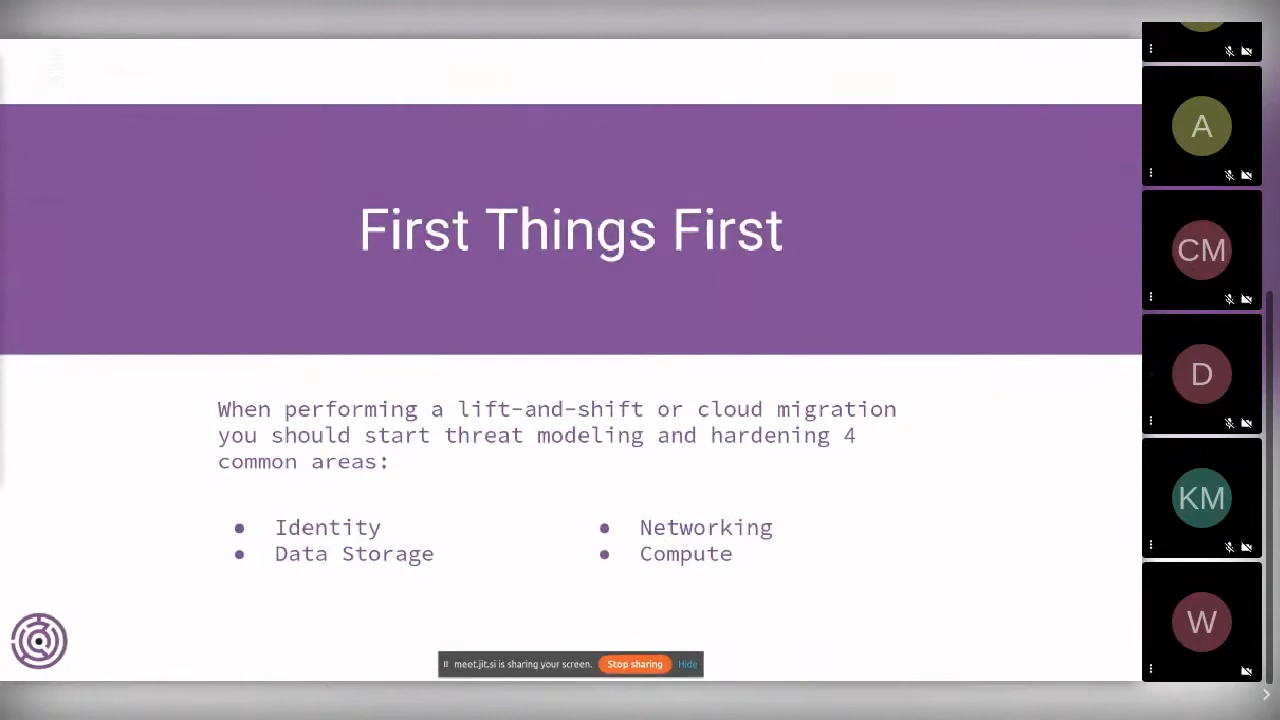 First Things First
When performing a lift-and-shift or cloud migration
you should start threat modeling and hardening 4
common areas:
● Identity
● Data Storage
● Networking
● Compute
meet.jit.si is sharing your screen. Stop sharing Hide
A
CM
D
KM
W